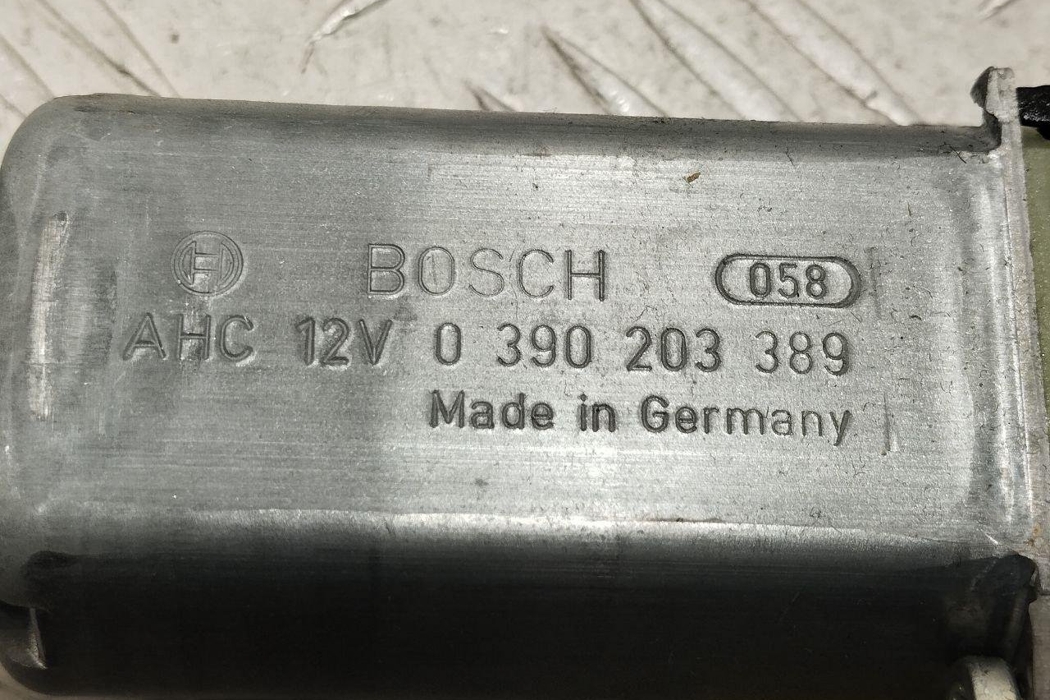 BOSCH 058
AHC 12V 0 390 203 389
Made in Germany